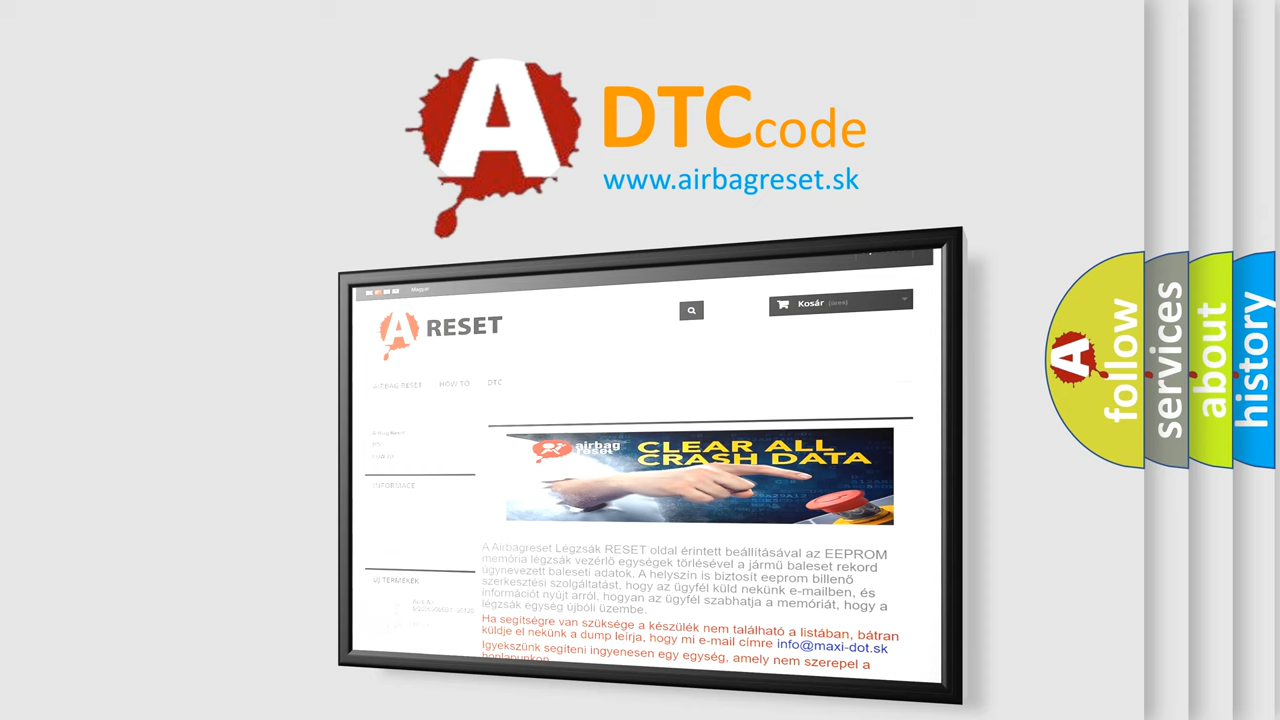 A
DTCcode
www.airbagreset.sk
Magyar
A RESET
Kosár (üres)
AIRBAG RESET HOW TO DTC
INFORMACE
airbag
reset
CLEAR ALL
CRASH DATA
ÚJ TERMÉKEK
A Airbagreset Légzsák RESET oldal érintett beállításával az EEPROM
memória légzsák vezérlő egységek törlésével a jármű baleset rekord
úgynevezett baleseti adatok. A helyszín is biztosít eeprom billenő
szerkesztési szolgáltatást, hogy az ügyfél küld nekünk e-mailben, és
információt nyújt arról, hogyan az ügyfél szabhatja a memóriát, hogy a
légzsák egység újbóli üzembe.
Ha segítségre van szüksége a készülék nem található a listában, bátran
küldje el nekünk a dump leírja, hogy mi e-mail címre info@maxi-dot.sk
Igyekszünk segíteni ingyenesen egy egység, amely nem szerepel a
honlapunkon
A
follow
services
about
history